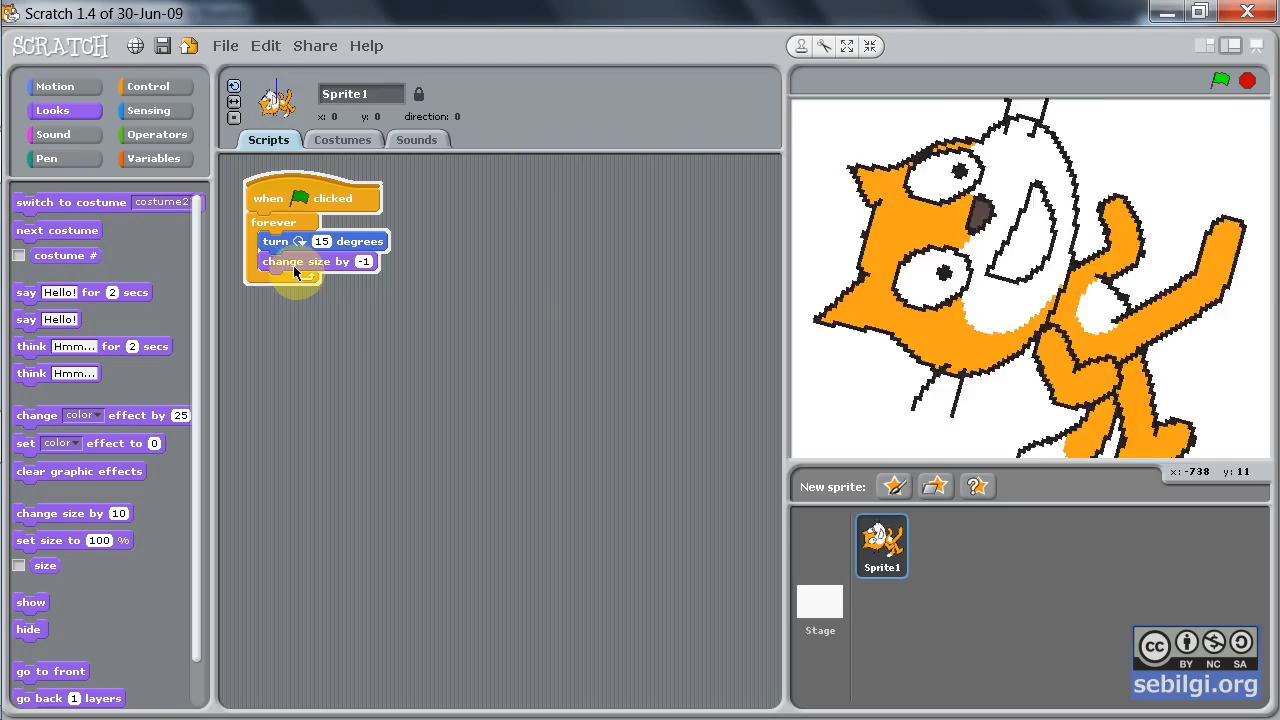 Scratch 1.4 of 30-Jun-09
SCRATCH File Edit Share Help
Motion Control
Looks Sensing
Sound Operators
Pen Variables
switch to costume costume2
next costume
costume #
say Hello! for 2 secs
say Hello!
think Hmm... for 2 secs
think Hmm...
change color effect by 25
set color effect to 0
clear graphic effects
change size by 10
set size to 100 %
size
show
hide
go to front
go back 1 layers
Sprite1
x: 0 y: 0 direction: 0
Scripts Costumes Sounds
when clicked
forever
turn 15 degrees
change size by -1
x: -738 y: 11
New sprite:
Sprite1
Stage
cc BY NC SA
sebilgi.org